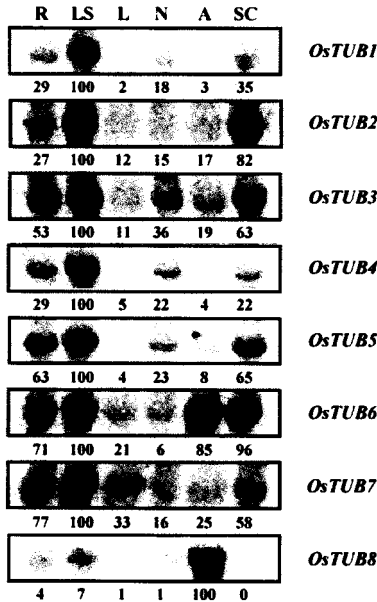 R LS L N A SC
OsTUB1
29 100 2 18 3 35
OsTUB2
27 100 12 15 17 82
OsTUB3
53 100 11 36 19 63
OsTUB4
29 100 5 22 4 22
OsTUB5
63 100 4 23 8 65
OsTUB6
71 100 21 6 85 96
OsTUB7
77 100 33 16 25 58
OsTUB8
4 7 1 1 100 0